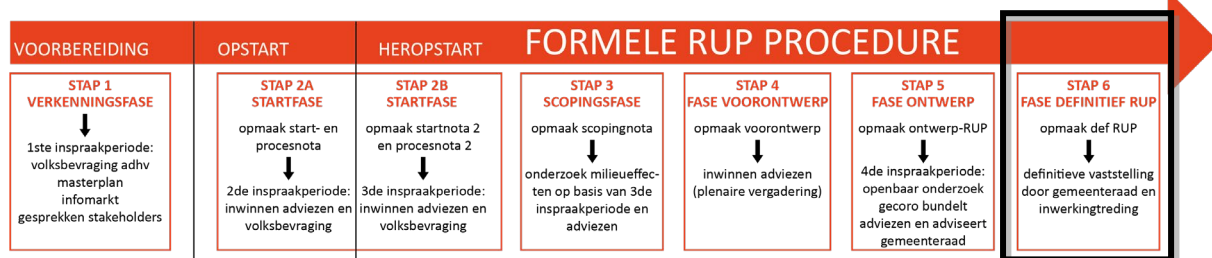 VOORBEREIDING
OPSTART
HEROPSTART
FORMELE RUP PROCEDURE
STAP 1
VERKENNINGSFASE
1ste inspraakperiode:
volksbevraging adhv
masterplan
infomarkt
gesprekken stakeholders
STAP 2A
STARTFASE
opmaak start- en
procesnota
2de inspraakperiode:
inwinnen adviezen en
volksbevraging
STAP 2B
STARTFASE
opmaak startnota 2
en procesnota 2
3de inspraakperiode:
inwinnen adviezen en
volksbevraging
STAP 3
SCOPINGSFASE
opmaak scopingnota
onderzoek milieueffec-
ten op basis van 3de
inspraakperiode en
adviezen
STAP 4
FASE VOORONTWERP
opmaak voorontwerp
inwinnen adviezen
(plenaire vergadering)
STAP 5
FASE ONTWERP
opmaak ontwerp-RUP
4de inspraakperiode:
openbaar onderzoek
gecoro bundelt
adviezen en adviseert
gemeenteraad
STAP 6
FASE DEFINITIEF RUP
opmaak def RUP
definitieve vaststelling
door gemeenteraad en
inwerkingtreding